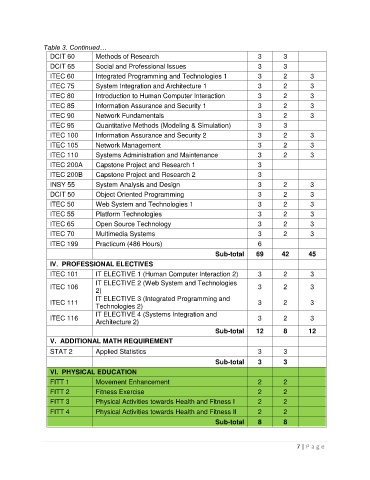 Table 3. Continued…
DCIT 60 Methods of Research 3 3
DCIT 65 Social and Professional Issues 3 3
ITEC 60 Integrated Programming and Technologies 1 3 2 3
ITEC 75 System Integration and Architecture 1 3 2 3
ITEC 80 Introduction to Human Computer Interaction 3 2 3
ITEC 85 Information Assurance and Security 1 3 2 3
ITEC 90 Network Fundamentals 3 2 3
ITEC 95 Quantitative Methods (Modeling & Simulation) 3 3
ITEC 100 Information Assurance and Security 2 3 2 3
ITEC 105 Network Management 3 2 3
ITEC 110 Systems Administration and Maintenance 3 2 3
ITEC 200A Capstone Project and Research 1 3
ITEC 200B Capstone Project and Research 2 3
INSY 55 System Analysis and Design 3 2 3
DCIT 50 Object Oriented Programming 3 2 3
ITEC 50 Web System and Technologies 1 3 2 3
ITEC 55 Platform Technologies 3 2 3
ITEC 65 Open Source Technology 3 2 3
ITEC 70 Multimedia Systems 3 2 3
ITEC 199 Practicum (486 Hours) 6
Sub-total 69 42 45
IV. PROFESSIONAL ELECTIVES
ITEC 101 IT ELECTIVE 1 (Human Computer Interaction 2) 3 2 3
ITEC 106 IT ELECTIVE 2 (Web System and Technologies 3 2 3
2)
ITEC 111 IT ELECTIVE 3 (Integrated Programming and 3 2 3
Technologies 2)
ITEC 116 IT ELECTIVE 4 (Systems Integration and 3 2 3
Architecture 2)
Sub-total 12 8 12
V. ADDITIONAL MATH REQUIREMENT
STAT 2 Applied Statistics 3 3
Sub-total 3 3
VI. PHYSICAL EDUCATION
FITT 1 Movement Enhancement 2 2
FITT 2 Fitness Exercise 2 2
FITT 3 Physical Activities towards Health and Fitness I 2 2
FITT 4 Physical Activities towards Health and Fitness II 2 2
Sub-total 8 8
7 | P a g e